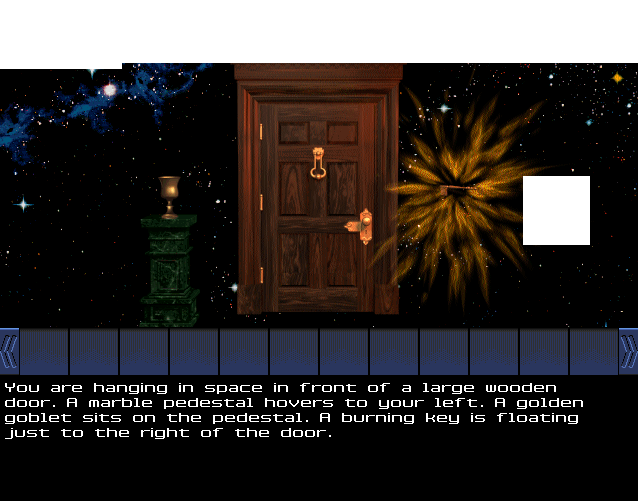 You are hanging in space in front of a large wooden
door. A marble pedestal hovers to your left. A golden
goblet sits on the pedestal. A burning key is floating
just to the right of the door.